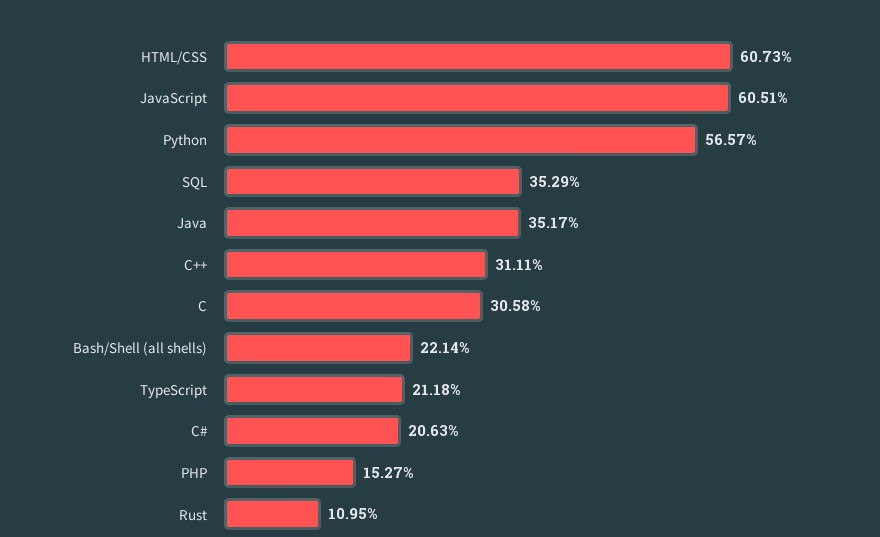 HTML/CSS 60.73%
JavaScript 60.51%
Python 56.57%
SQL 35.29%
Java 35.17%
C++ 31.11%
C 30.58%
Bash/Shell (all shells) 22.14%
TypeScript 21.18%
C# 20.63%
PHP 15.27%
Rust 10.95%